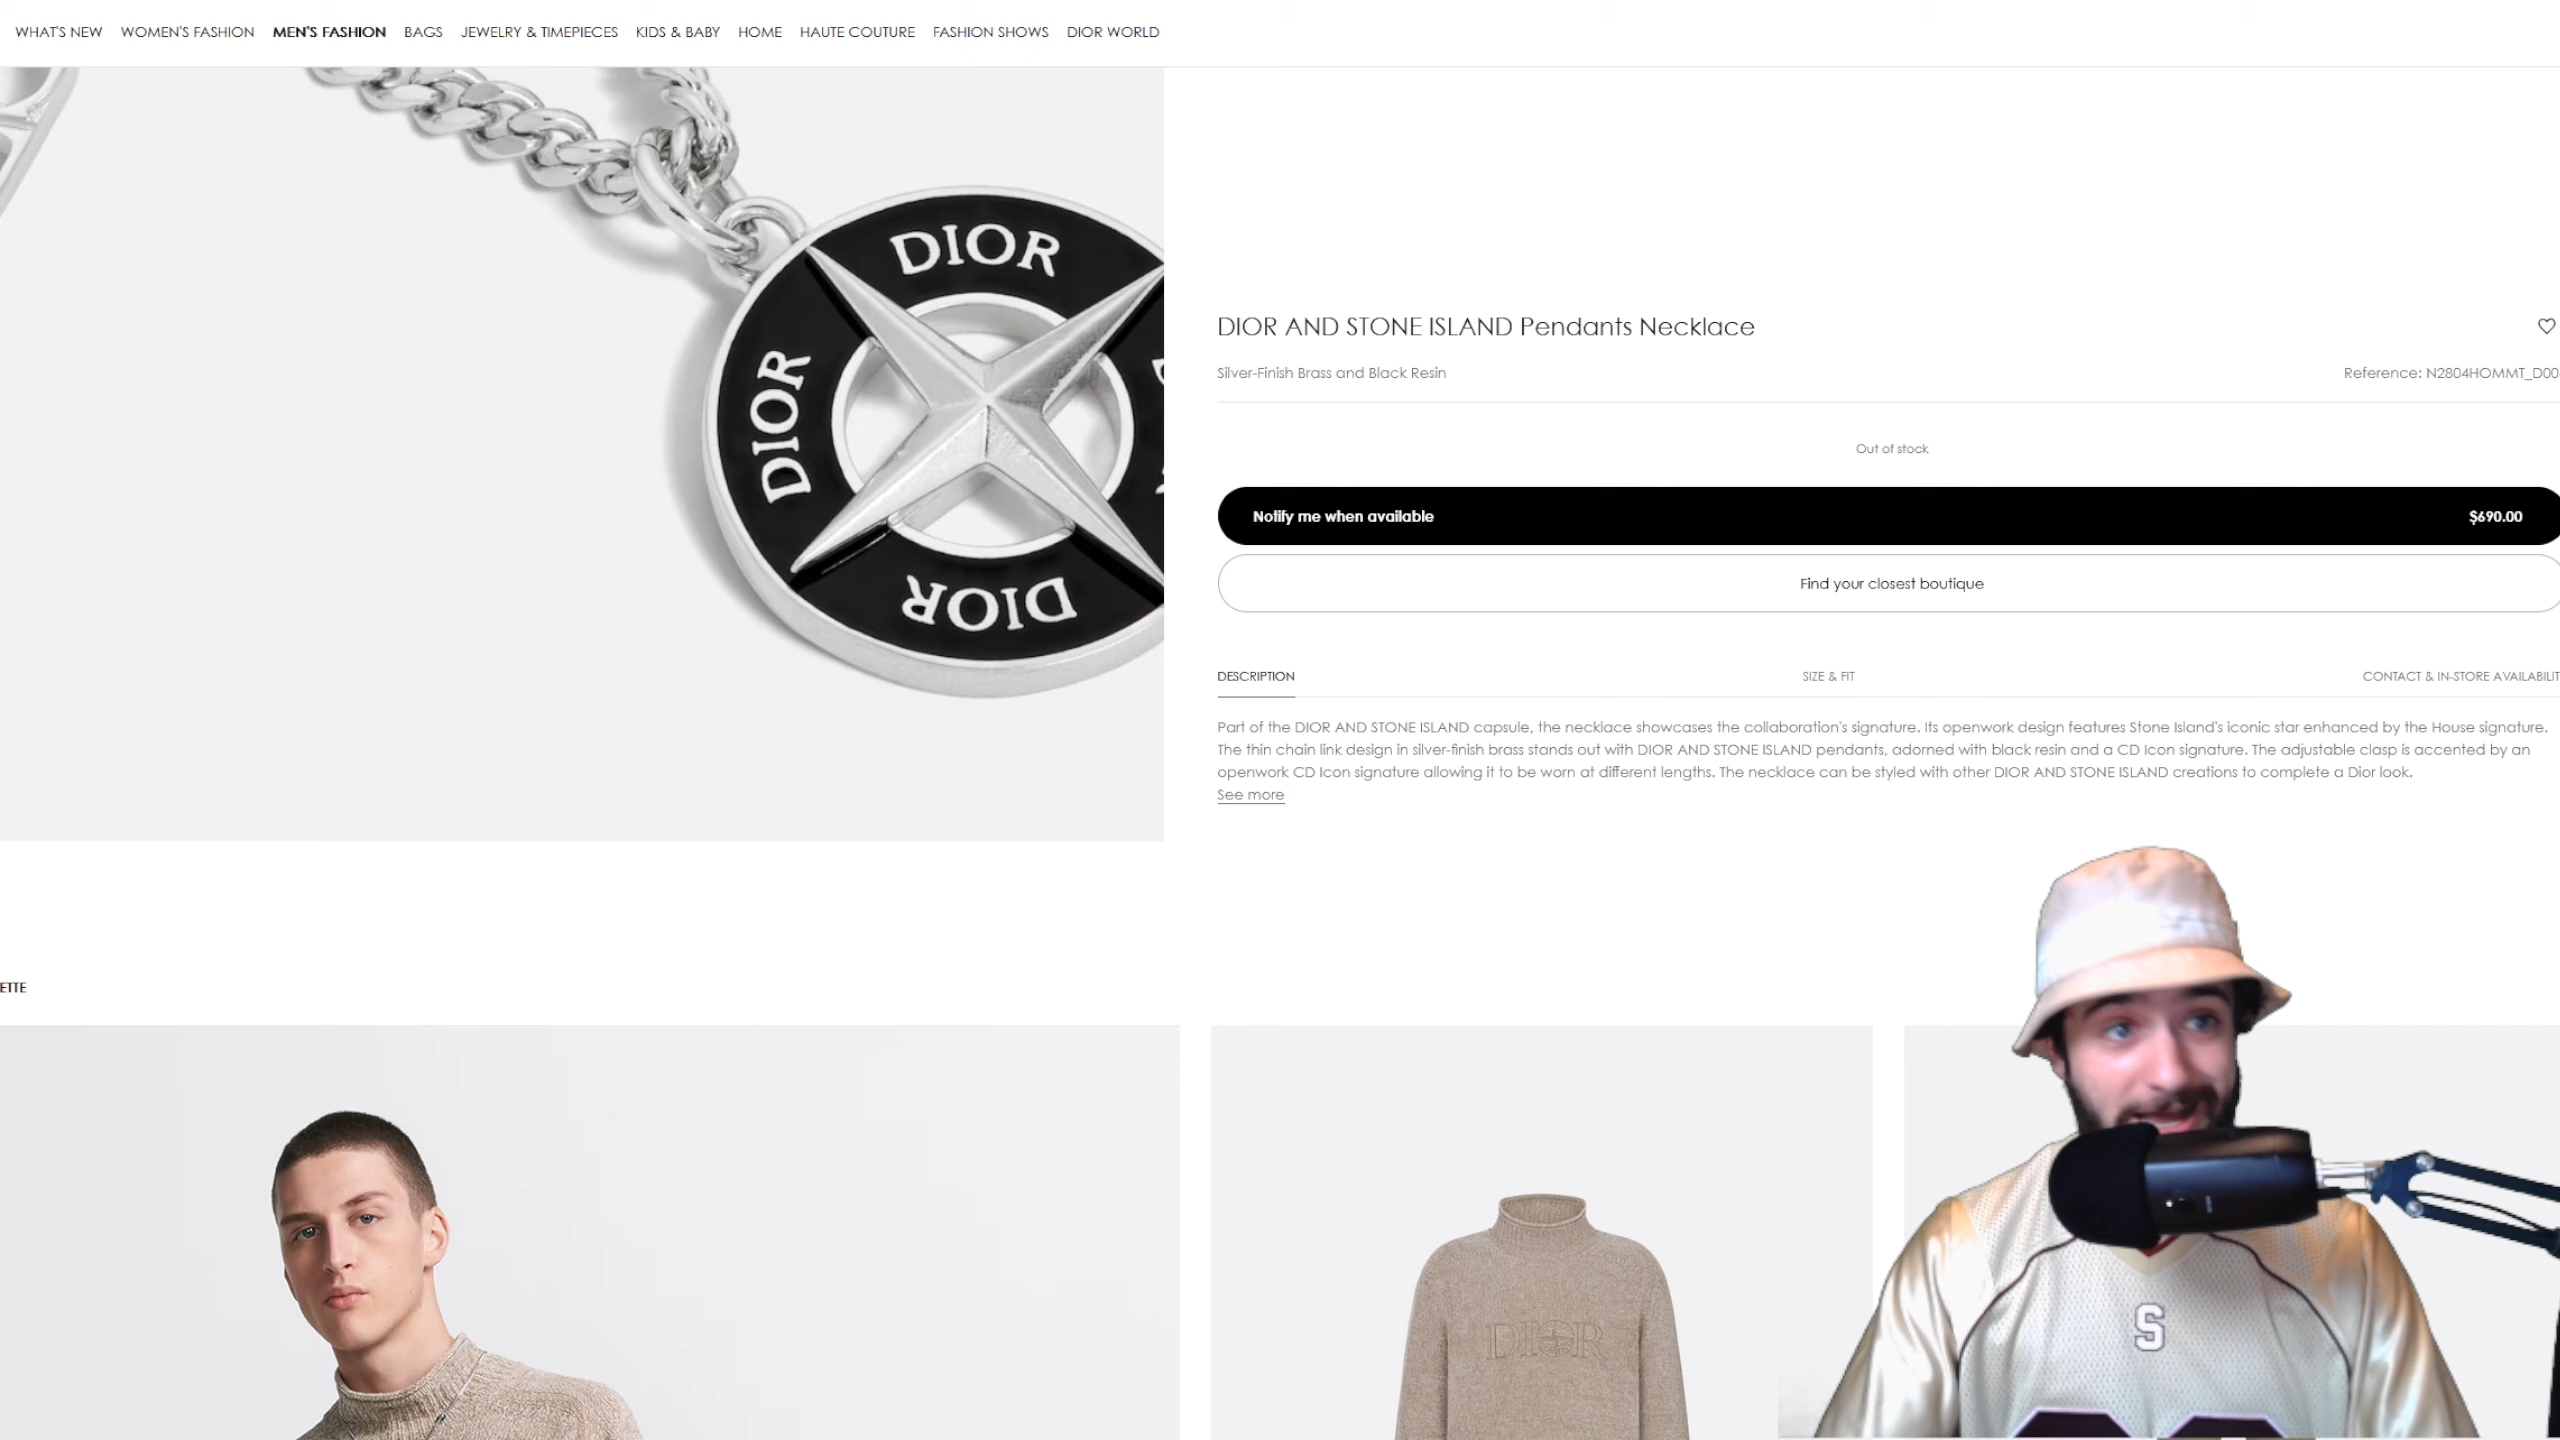 WHAT'S NEW WOMEN'S FASHION MEN'S FASHION BAGS JEWELRY & TIMEPIECES KIDS & BABY HOME HAUTE COUTURE FASHION SHOWS DIOR WORLD
DIOR
DIOR
DIOR
DIOR AND STONE ISLAND Pendants Necklace
Silver-Finish Brass and Black Resin
Reference: N2804HOMMT_D00
Out of stock
Notify me when available
$690.00
Find your closest boutique
DESCRIPTION
SIZE & FIT
CONTACT & IN-STORE AVAILABILIT
Part of the DIOR AND STONE ISLAND capsule, the necklace showcases the collaboration's signature. Its openwork design features Stone Island's iconic star enhanced by the House signature.
The thin chain link design in silver-finish brass stands out with DIOR AND STONE ISLAND pendants, adorned with black resin and a CD Icon signature. The adjustable clasp is accented by an
openwork CD Icon signature allowing it to be worn at different lengths. The necklace can be styled with other DIOR AND STONE ISLAND creations to complete a Dior look.
See more
ETTE
DIOR
S